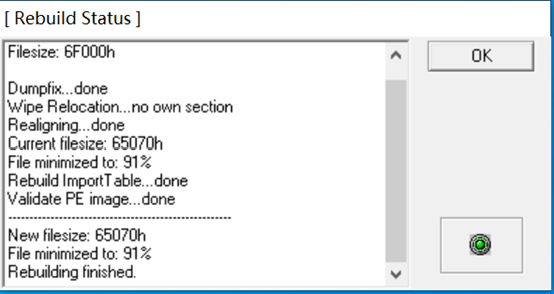 [ Rebuild Status ]
Filesize: 6F000h
OK
Dumpfix...done
Wipe Relocation...no own section
Realigning...done
Current filesize: 65070h
File minimized to: 91%
Rebuild ImportTable...done
Validate PE image...done
----------------------------------------------------
New filesize: 65070h
File minimized to: 91%
Rebuilding finished.